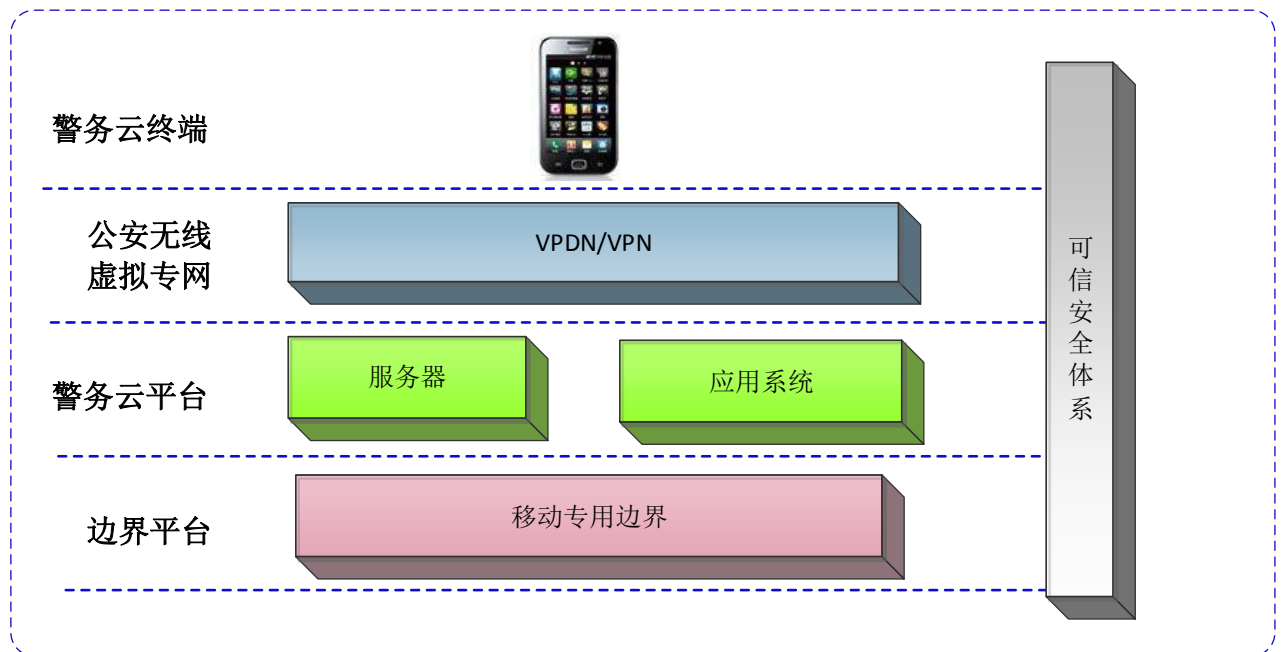 警务云终端
公安无线
虚拟专网
VPDN/VPN
警务云平台
服务器
应用系统
边界平台
移动专用边界
可信安全体系